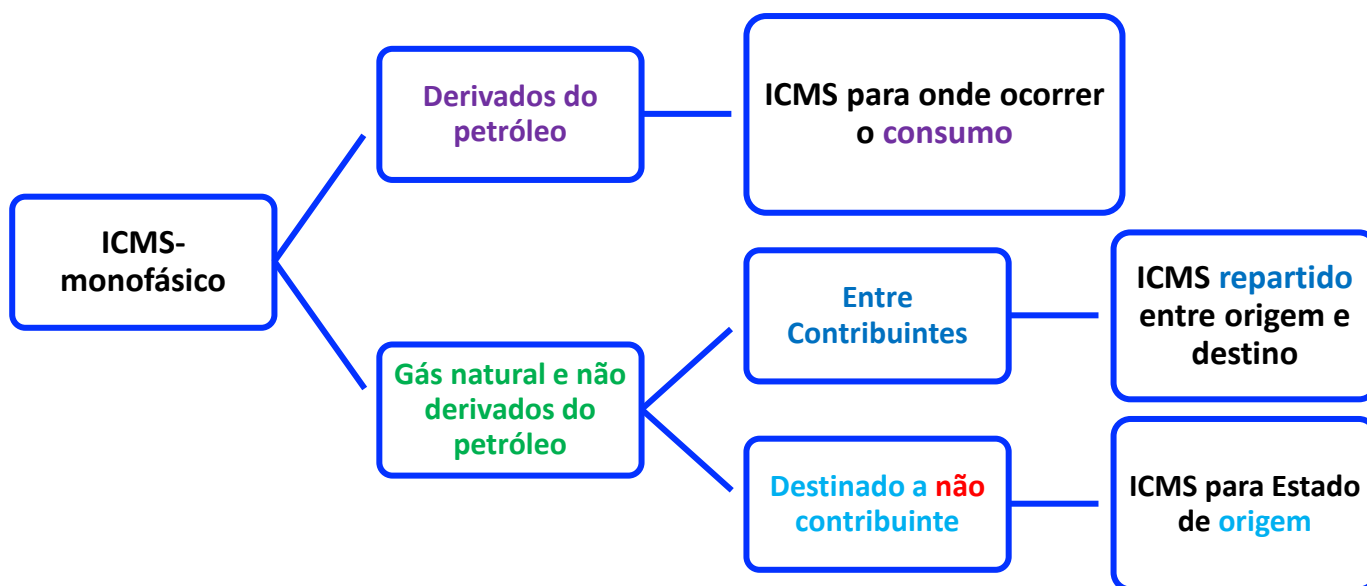 ICMS-
monofásico
Derivados do
petróleo
ICMS para onde ocorrer
o consumo
Gás natural e não
derivados do
petróleo
Entre
Contribuintes
ICMS repartido
entre origem e
destino
Destinado a não
contribuinte
ICMS para Estado
de origem